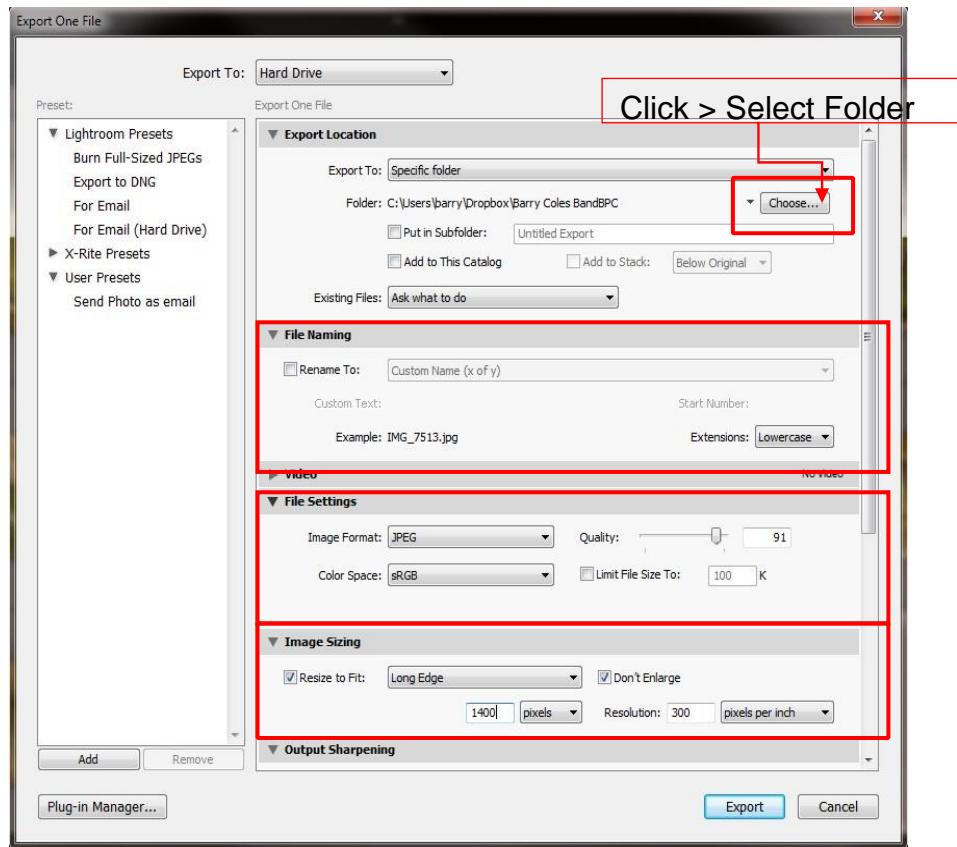 Export One File
Export To: Hard Drive
Preset:
Export One File
Click > Select Folder
Lightroom Presets
Burn Full-Sized JPEGs
Export to DNG
For Email
For Email (Hard Drive)
X-Rite Presets
User Presets
Send Photo as email
Export Location
Export To: Specific folder
Folder: C:\Users\barry\Dropbox\Barry Coles BandBPC Choose...
Put in Subfolder: Untitled Export
Add to This Catalog Add to Stack: Below Original
Existing Files: Ask what to do
File Naming
Rename To: Custom Name (x of y)
Custom Text: Start Number:
Example: IMG_7513.jpg Extensions: Lowercase
Video No Video
File Settings
Image Format: JPEG Quality: 91
Color Space: sRGB Limit File Size To: 100 K
Image Sizing
Resize to Fit: Long Edge Don't Enlarge
1400 pixels Resolution: 300 pixels per inch
Output Sharpening
Add Remove
Plug-in Manager... Export Cancel